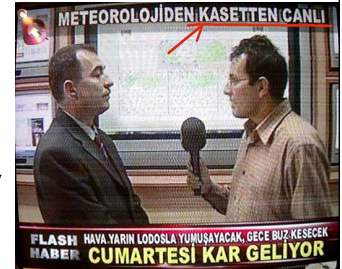 METEOROLOJİDEN KASETTEN CANLI
FLASH HABER
HAVA YARIN LODOSLA YUMUŞAYACAK, GECE BUZ KESECEK
CUMARTESİ KAR GELİYOR